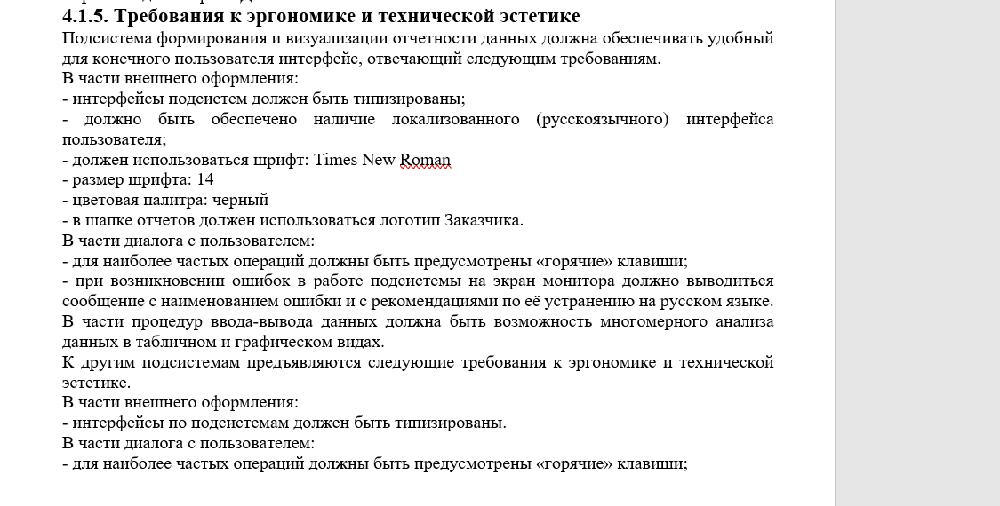 4.1.5. Требования к эргономике и технической эстетике
Подсистема формирования и визуализации отчетности данных должна обеспечивать удобный
для конечного пользователя интерфейс, отвечающий следующим требованиям.
В части внешнего оформления:
- интерфейсы подсистем должен быть типизированы;
- должно быть обеспечено наличие локализованного (русскоязычного) интерфейса
пользователя;
- должен использоваться шрифт: Times New Roman
- размер шрифта: 14
- цветовая палитра: черный
- в шапке отчетов должен использоваться логотип Заказчика.
В части диалога с пользователем:
- для наиболее частых операций должны быть предусмотрены «горячие» клавиши;
- при возникновении ошибок в работе подсистемы на экран монитора должно выводиться
сообщение с наименованием ошибки и с рекомендациями по её устранению на русском языке.
В части процедур ввода-вывода данных должна быть возможность многомерного анализа
данных в табличном и графическом видах.
К другим подсистемам предъявляются следующие требования к эргономике и технической
эстетике.
В части внешнего оформления:
- интерфейсы по подсистемам должен быть типизированы.
В части диалога с пользователем:
- для наиболее частых операций должны быть предусмотрены «горячие» клавиши;